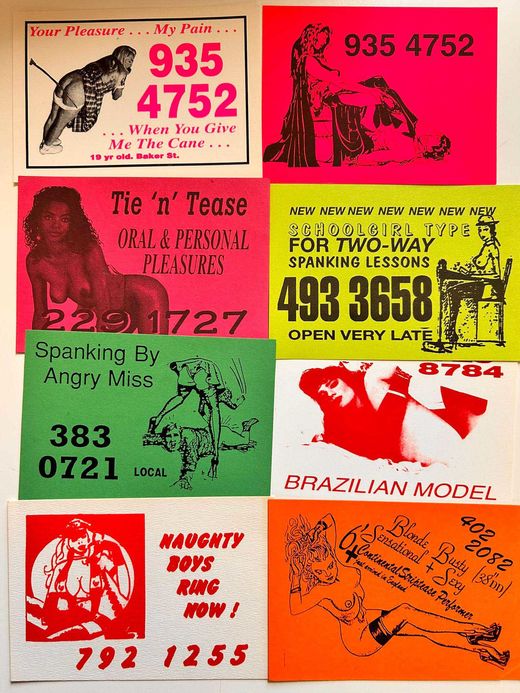 Your Pleasure . . . My Pain . . .
935
4752
. . . When You Give
Me The Cane . . .
19 yr old. Baker St.
935 4752
Tie 'n' Tease
ORAL & PERSONAL
PLEASURES
229 1727
NEW NEW NEW NEW NEW NEW NEW
SCHOOLGIRL TYPE
FOR TWO-WAY
SPANKING LESSONS
493 3658
OPEN VERY LATE
Spanking By
Angry Miss
383
0721
LOCAL
8784
BRAZILIAN MODEL
NAUGHTY
BOYS
RING
NOW !
792 1255
402
2082
Blonde Busty (38DD)
Sensational + Sexy
6' + Continental Striptease Performer